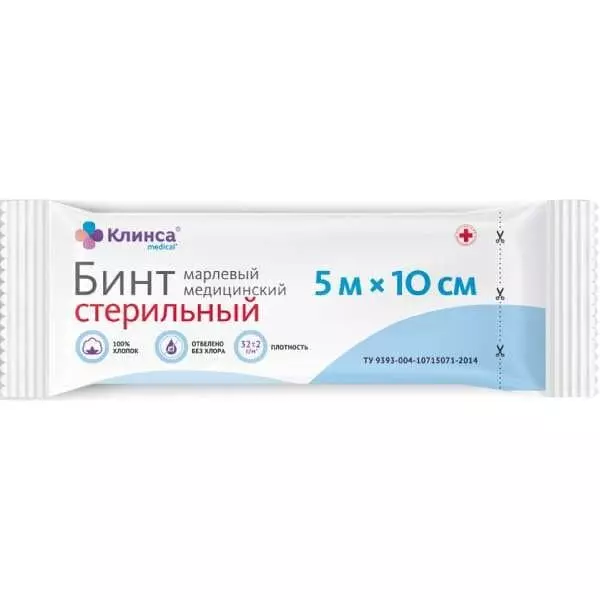 Клинса
medical
Бинт марлевый медицинский
стерильный
5 м × 10 см
100% ХЛОПОК
ОТБЕЛЕНО БЕЗ ХЛОРА
32±2 г/м² ПЛОТНОСТЬ
ТУ 9393-004-10715071-2014